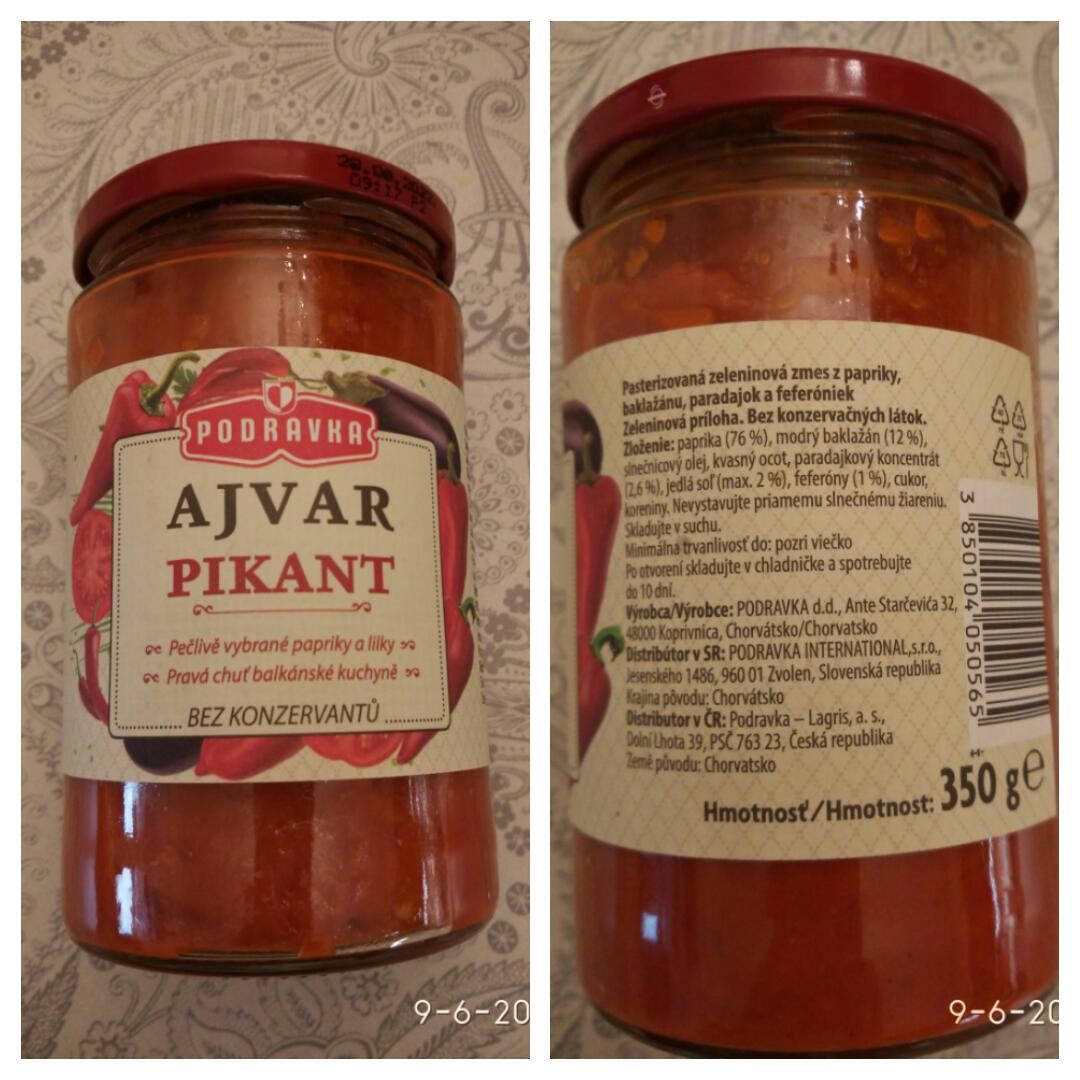 09:17
PODRAVKA
AJVAR
PIKANT
Pečlivě vybrané papriky a lilky
Pravá chuť balkánské kuchyně
BEZ KONZERVANTŮ
9-6-20
Pasterizovaná zeleninová zmes z papriky,
baklažánu, paradajok a feferóniek
Zeleninová príloha. Bez konzervačných látok.
Zloženie: paprika (76 %), modrý baklažán (12 %),
slnečnicový olej, kvasný ocot, paradajkový koncentrát
(2,6 %), jedlá soľ (max. 2 %), feferóny (1 %), cukor,
koreniny. Nevystavujte priamemu slnečnému žiareniu.
Skladujte v suchu.
Minimálna trvanlivosť do: pozri viečko
Po otvorení skladujte v chladničke a spotrebujte
do 10 dní.
Výrobca/Výrobce: PODRAVKA d.d., Ante Starčevića 32,
48000 Koprivnica, Chorvátsko/Chorvatsko
Distribútor v SR: PODRAVKA INTERNATIONAL,s.r.o.,
Jesenského 1486, 960 01 Zvolen, Slovenská republika
Krajina pôvodu: Chorvátsko
Distributor v ČR: Podravka – Lagris, a. s.,
Dolní Lhota 39, PSČ 763 23, Česká republika
Země původu: Chorvatsko
Hmotnosť/Hmotnost: 350 g e
3 850104 050565
9-6-20